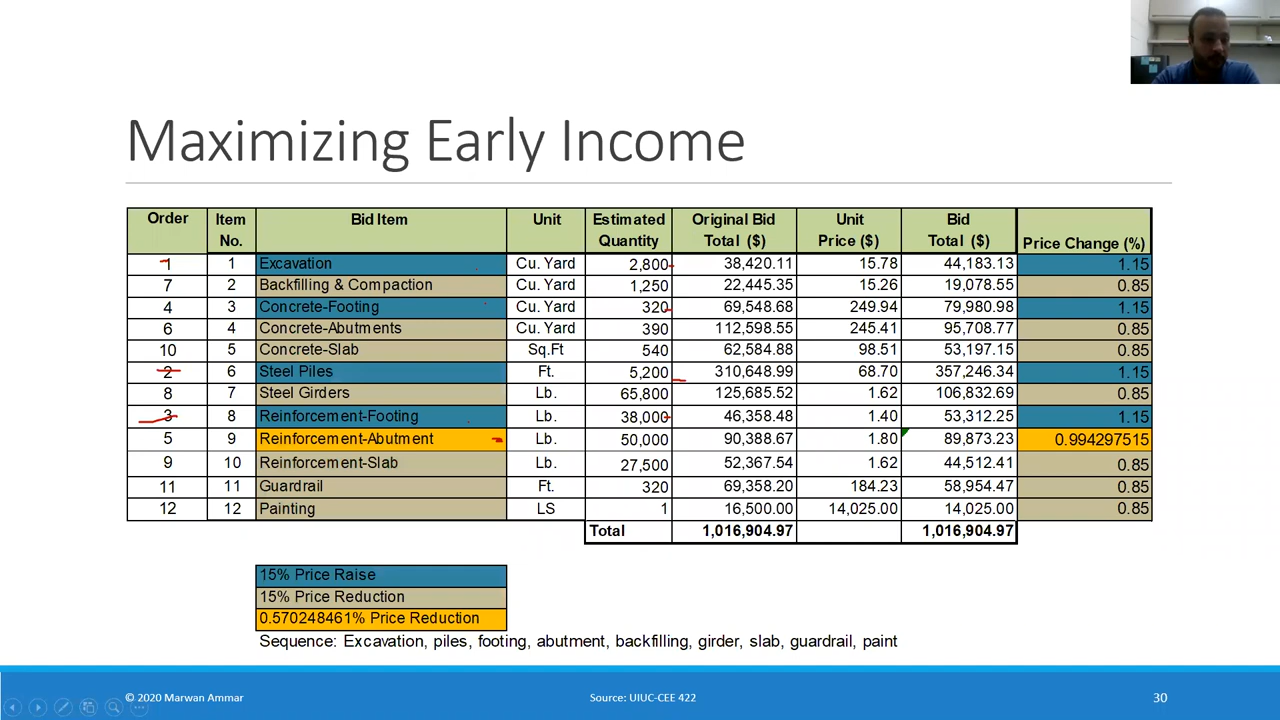 Maximizing Early Income
Order Item No. Bid Item Unit Estimated Quantity Original Bid Total ($) Unit Price ($) Bid Total ($) Price Change (%)
1 1 Excavation Cu. Yard 2,800 38,420.11 15.78 44,183.13 1.15
7 2 Backfilling & Compaction Cu. Yard 1,250 22,445.35 15.26 19,078.55 0.85
4 3 Concrete-Footing Cu. Yard 320 69,548.68 249.94 79,980.98 1.15
6 4 Concrete-Abutments Cu. Yard 390 112,598.55 245.41 95,708.77 0.85
10 5 Concrete-Slab Sq.Ft 540 62,584.88 98.51 53,197.15 0.85
2 6 Steel Piles Ft. 5,200 310,648.99 68.70 357,246.34 1.15
8 7 Steel Girders Lb. 65,800 125,685.52 1.62 106,832.69 0.85
3 8 Reinforcement-Footing Lb. 38,000 46,358.48 1.40 53,312.25 1.15
5 9 Reinforcement-Abutment Lb. 50,000 90,388.67 1.80 89,873.23 0.994297515
9 10 Reinforcement-Slab Lb. 27,500 52,367.54 1.62 44,512.41 0.85
11 11 Guardrail Ft. 320 69,358.20 184.23 58,954.47 0.85
12 12 Painting LS 1 16,500.00 14,025.00 14,025.00 0.85
Total 1,016,904.97 1,016,904.97
15% Price Raise
15% Price Reduction
0.570248461% Price Reduction
Sequence: Excavation, piles, footing, abutment, backfilling, girder, slab, guardrail, paint
© 2020 Marwan Ammar Source: UIUC-CEE 422 30